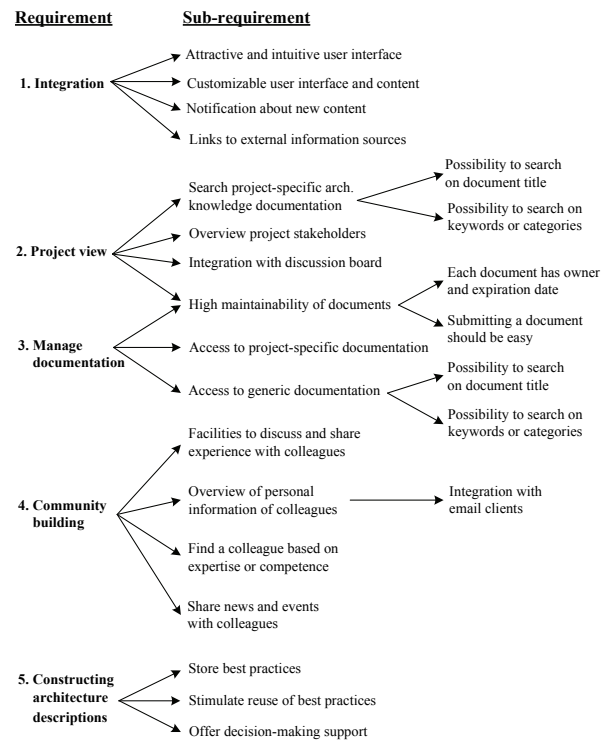 Requirement Sub-requirement
1. Integration
Attractive and intuitive user interface
Customizable user interface and content
Notification about new content
Links to external information sources
2. Project view
Search project-specific arch.
knowledge documentation
Possibility to search
on document title
Possibility to search on
keywords or categories
Overview project stakeholders
Integration with discussion board
High maintainability of documents
Each document has owner
and expiration date
Submitting a document
should be easy
3. Manage
documentation
Access to project-specific documentation
Access to generic documentation
Possibility to search
on document title
Possibility to search on
keywords or categories
4. Community
building
Facilities to discuss and share
experience with colleagues
Overview of personal
information of colleagues
Integration with
email clients
Find a colleague based on
expertise or competence
Share news and events
with colleagues
5. Constructing
architecture
descriptions
Store best practices
Stimulate reuse of best practices
Offer decision-making support